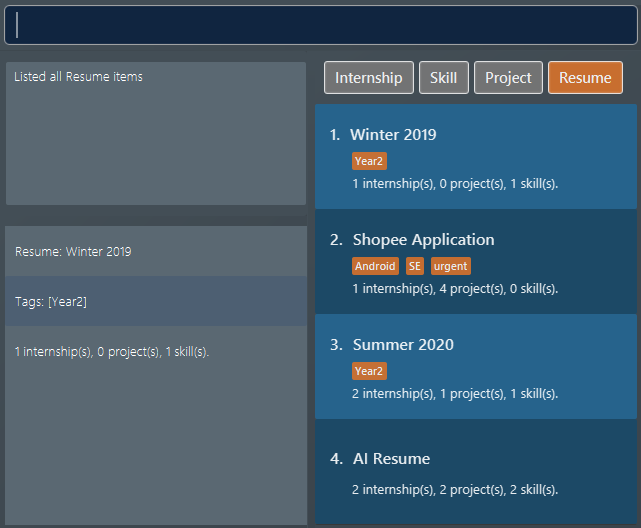 Listed all Resume items
Resume: Winter 2019
Tags: [Year2]
1 internship(s), 0 project(s), 1 skill(s).
Internship Skill Project Resume
1. Winter 2019
Year2
1 internship(s), 0 project(s), 1 skill(s).
2. Shopee Application
Android SE urgent
1 internship(s), 4 project(s), 0 skill(s).
3. Summer 2020
Year2
2 internship(s), 1 project(s), 1 skill(s).
4. AI Resume
2 internship(s), 2 project(s), 2 skill(s).